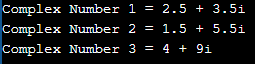 Complex Number 1 = 2.5 + 3.5i
Complex Number 2 = 1.5 + 5.5i
Complex Number 3 = 4 + 9i